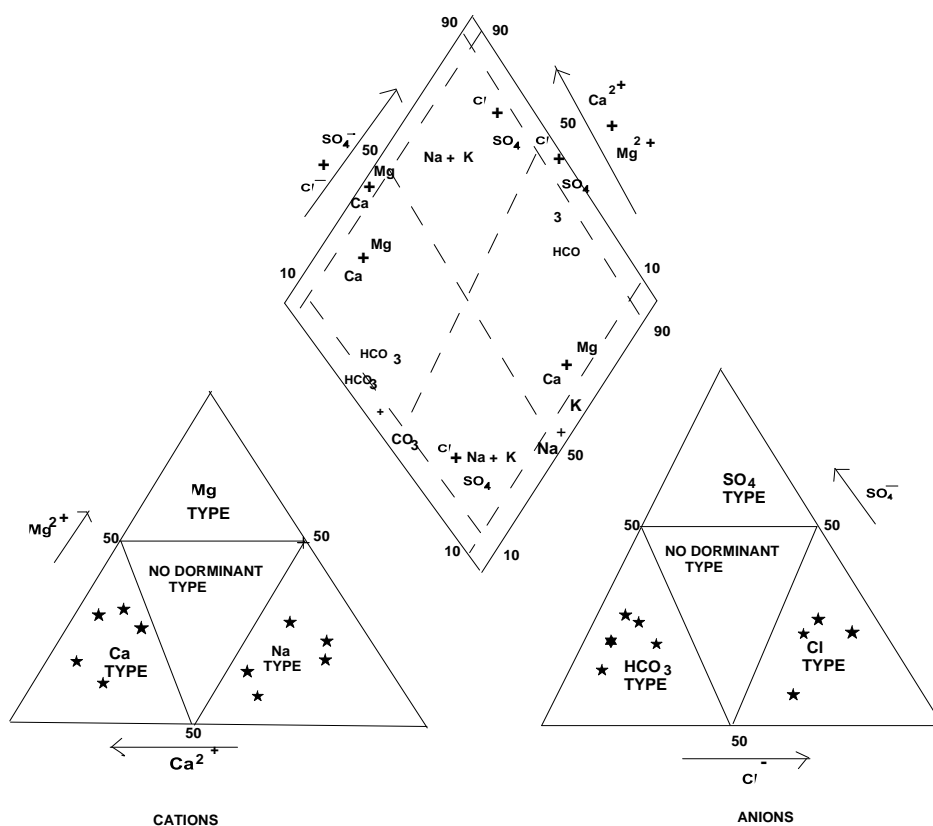 90
90
Cl
+
SO4
Cl
+
SO4
3
HCO
Ca2+
+
Mg2+
50
SO4–
+
Cl–
50
Na + K
Mg
+
Ca
Mg
+
Ca
10
10
90
HCO3
HCO3
+
CO3
Mg
+
Ca
K
+
Na
50
Cl
+
SO4
Na + K
10
10
Mg2+
Mg
TYPE
50
50
NO DORMINANT
TYPE
Ca
TYPE
Na
TYPE
50
Ca2+
CATIONS
SO4
TYPE
SO4–
50
50
NO DORMINANT
TYPE
HCO3
TYPE
Cl
TYPE
50
Cl-
ANIONS